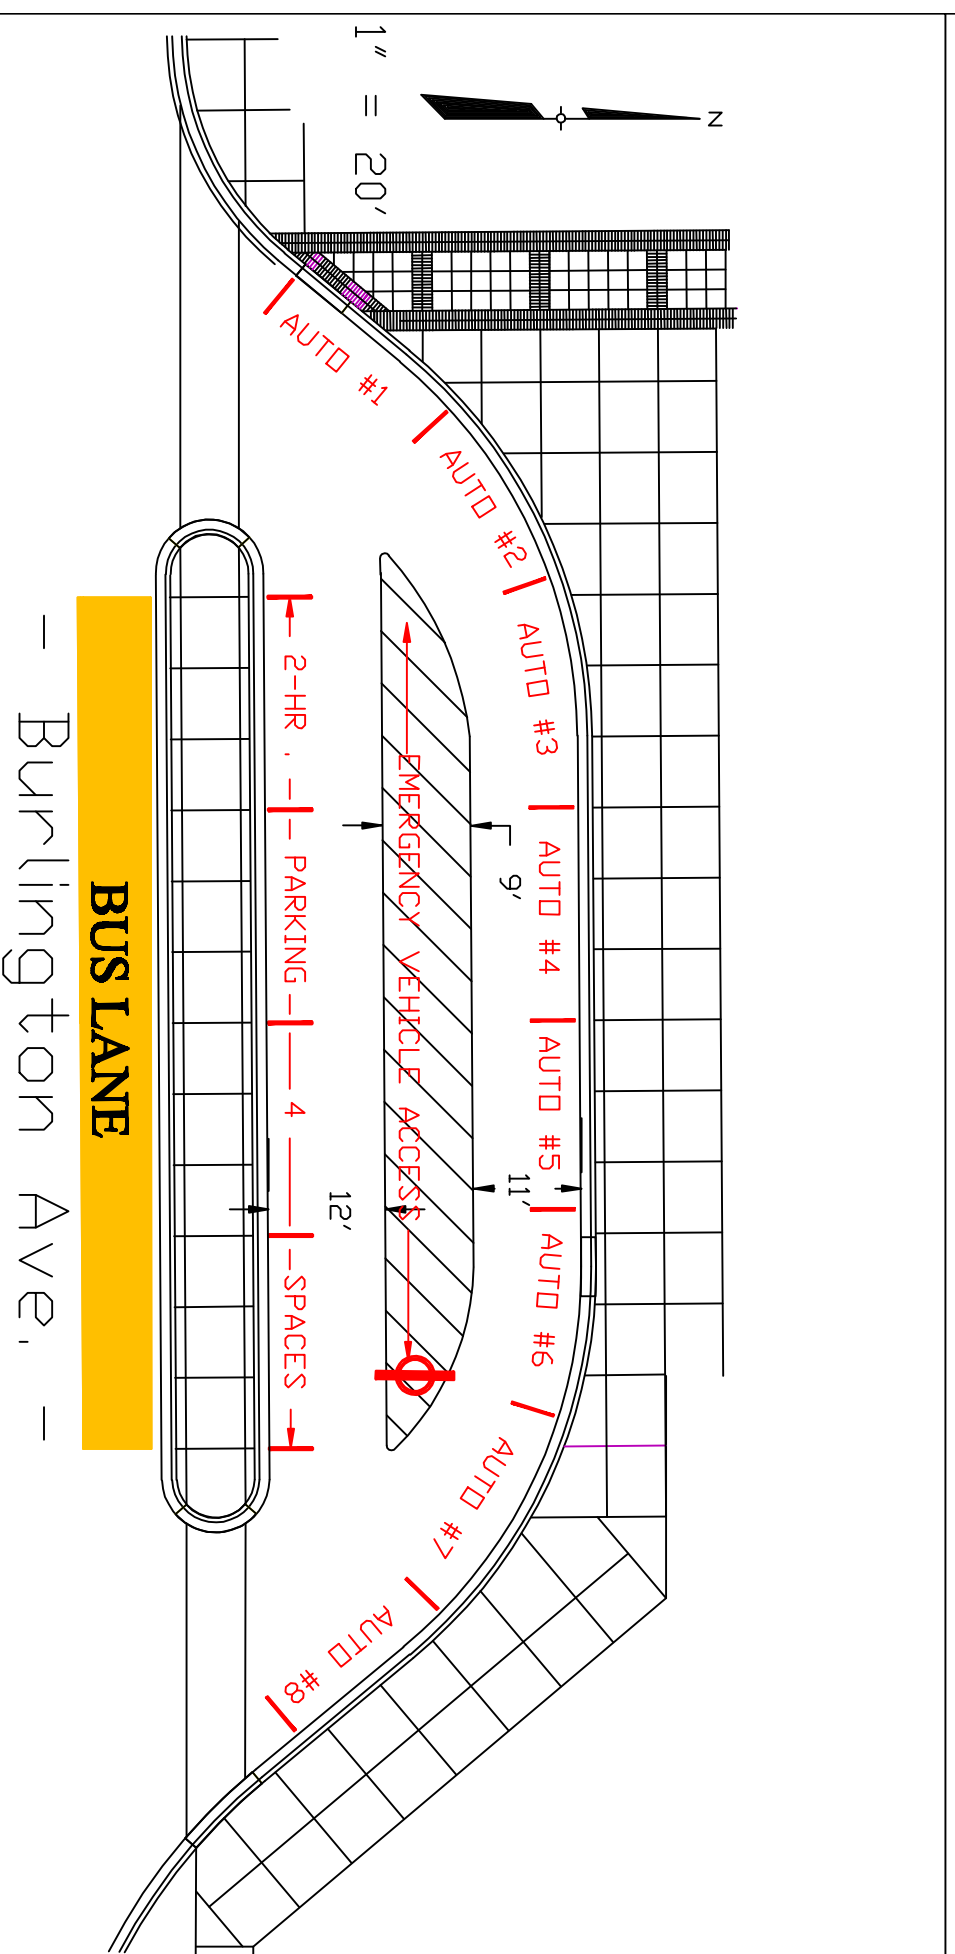 1" = 20'
N
AUTO #1
AUTO #2
AUTO #3
AUTO #4
AUTO #5
AUTO #6
AUTO #7
AUTO #8
9'
11'
EMERGENCY VEHICLE ACCESS
12'
2-HR. PARKING 4 SPACES
BUS LANE
- Burlington Ave. -